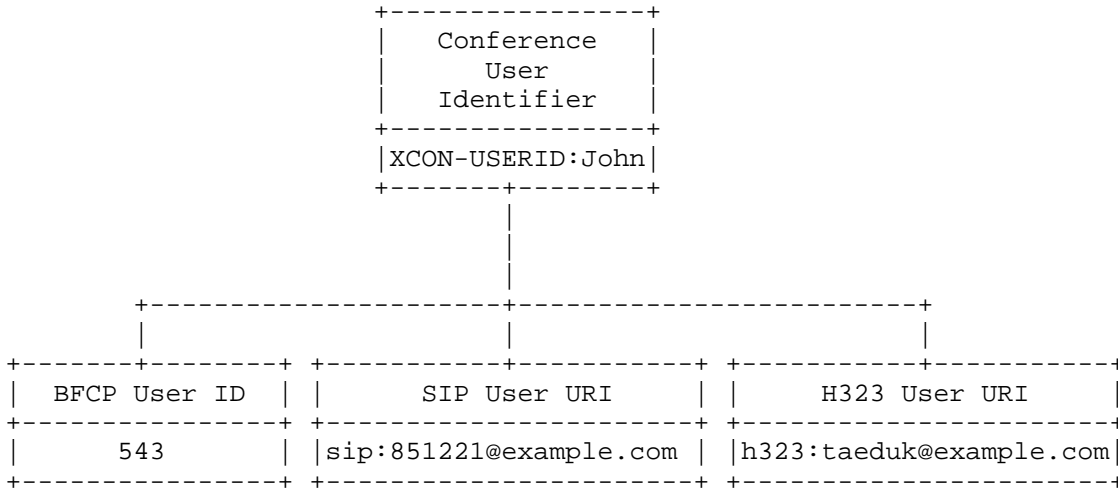 Conference
User
Identifier
XCON-USERID:John
BFCP User ID
SIP User URI
H323 User URI
543
sip:851221@example.com
h323:taeduk@example.com